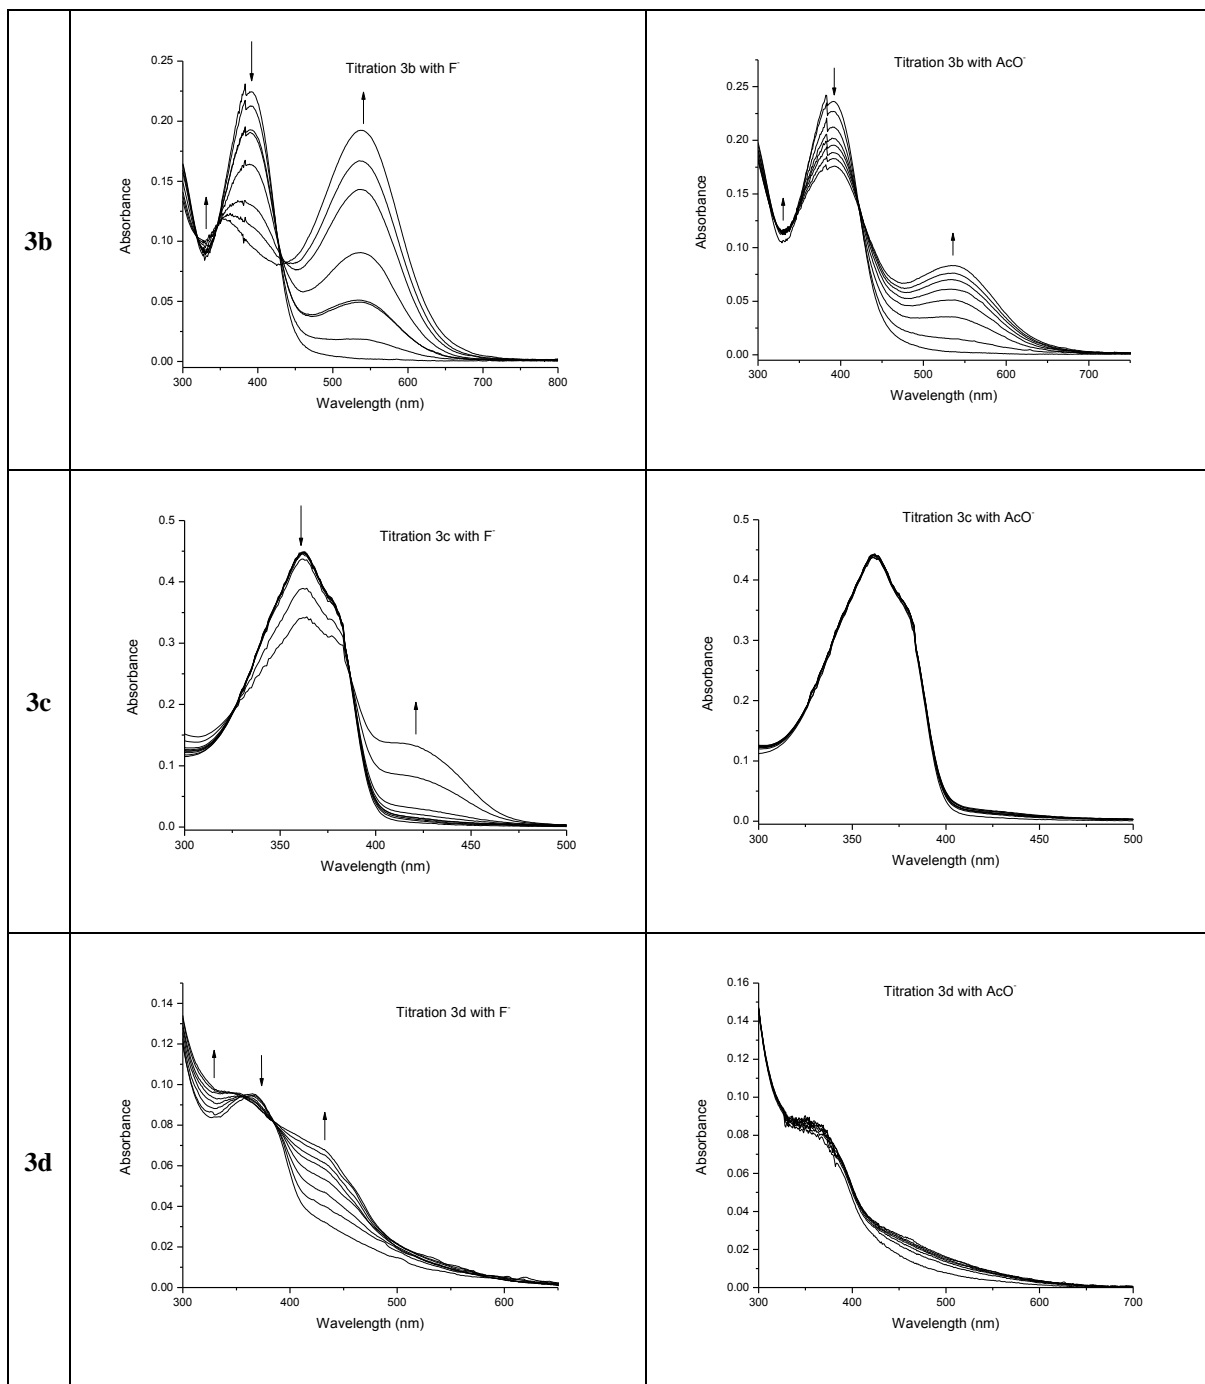 3b
Titration 3b with F⁻
0.25
0.20
0.15
0.10
0.05
0.00
Absorbance
300 400 500 600 700 800
Wavelength (nm)
Titration 3b with AcO⁻
0.25
0.20
0.15
0.10
0.05
0.00
Absorbance
300 400 500 600 700
Wavelength (nm)
3c
Titration 3c with F⁻
0.5
0.4
0.3
0.2
0.1
0.0
Absorbance
300 350 400 450 500
Wavelength (nm)
Titration 3c with AcO⁻
0.5
0.4
0.3
0.2
0.1
0.0
Absorbance
300 350 400 450 500
Wavelength (nm)
3d
Titration 3d with F⁻
0.14
0.12
0.10
0.08
0.06
0.04
0.02
0.00
Absorbance
300 400 500 600
Wavelength (nm)
Titration 3d with AcO⁻
0.16
0.14
0.12
0.10
0.08
0.06
0.04
0.02
0.00
Absorbance
300 400 500 600 700
Wavelength (nm)